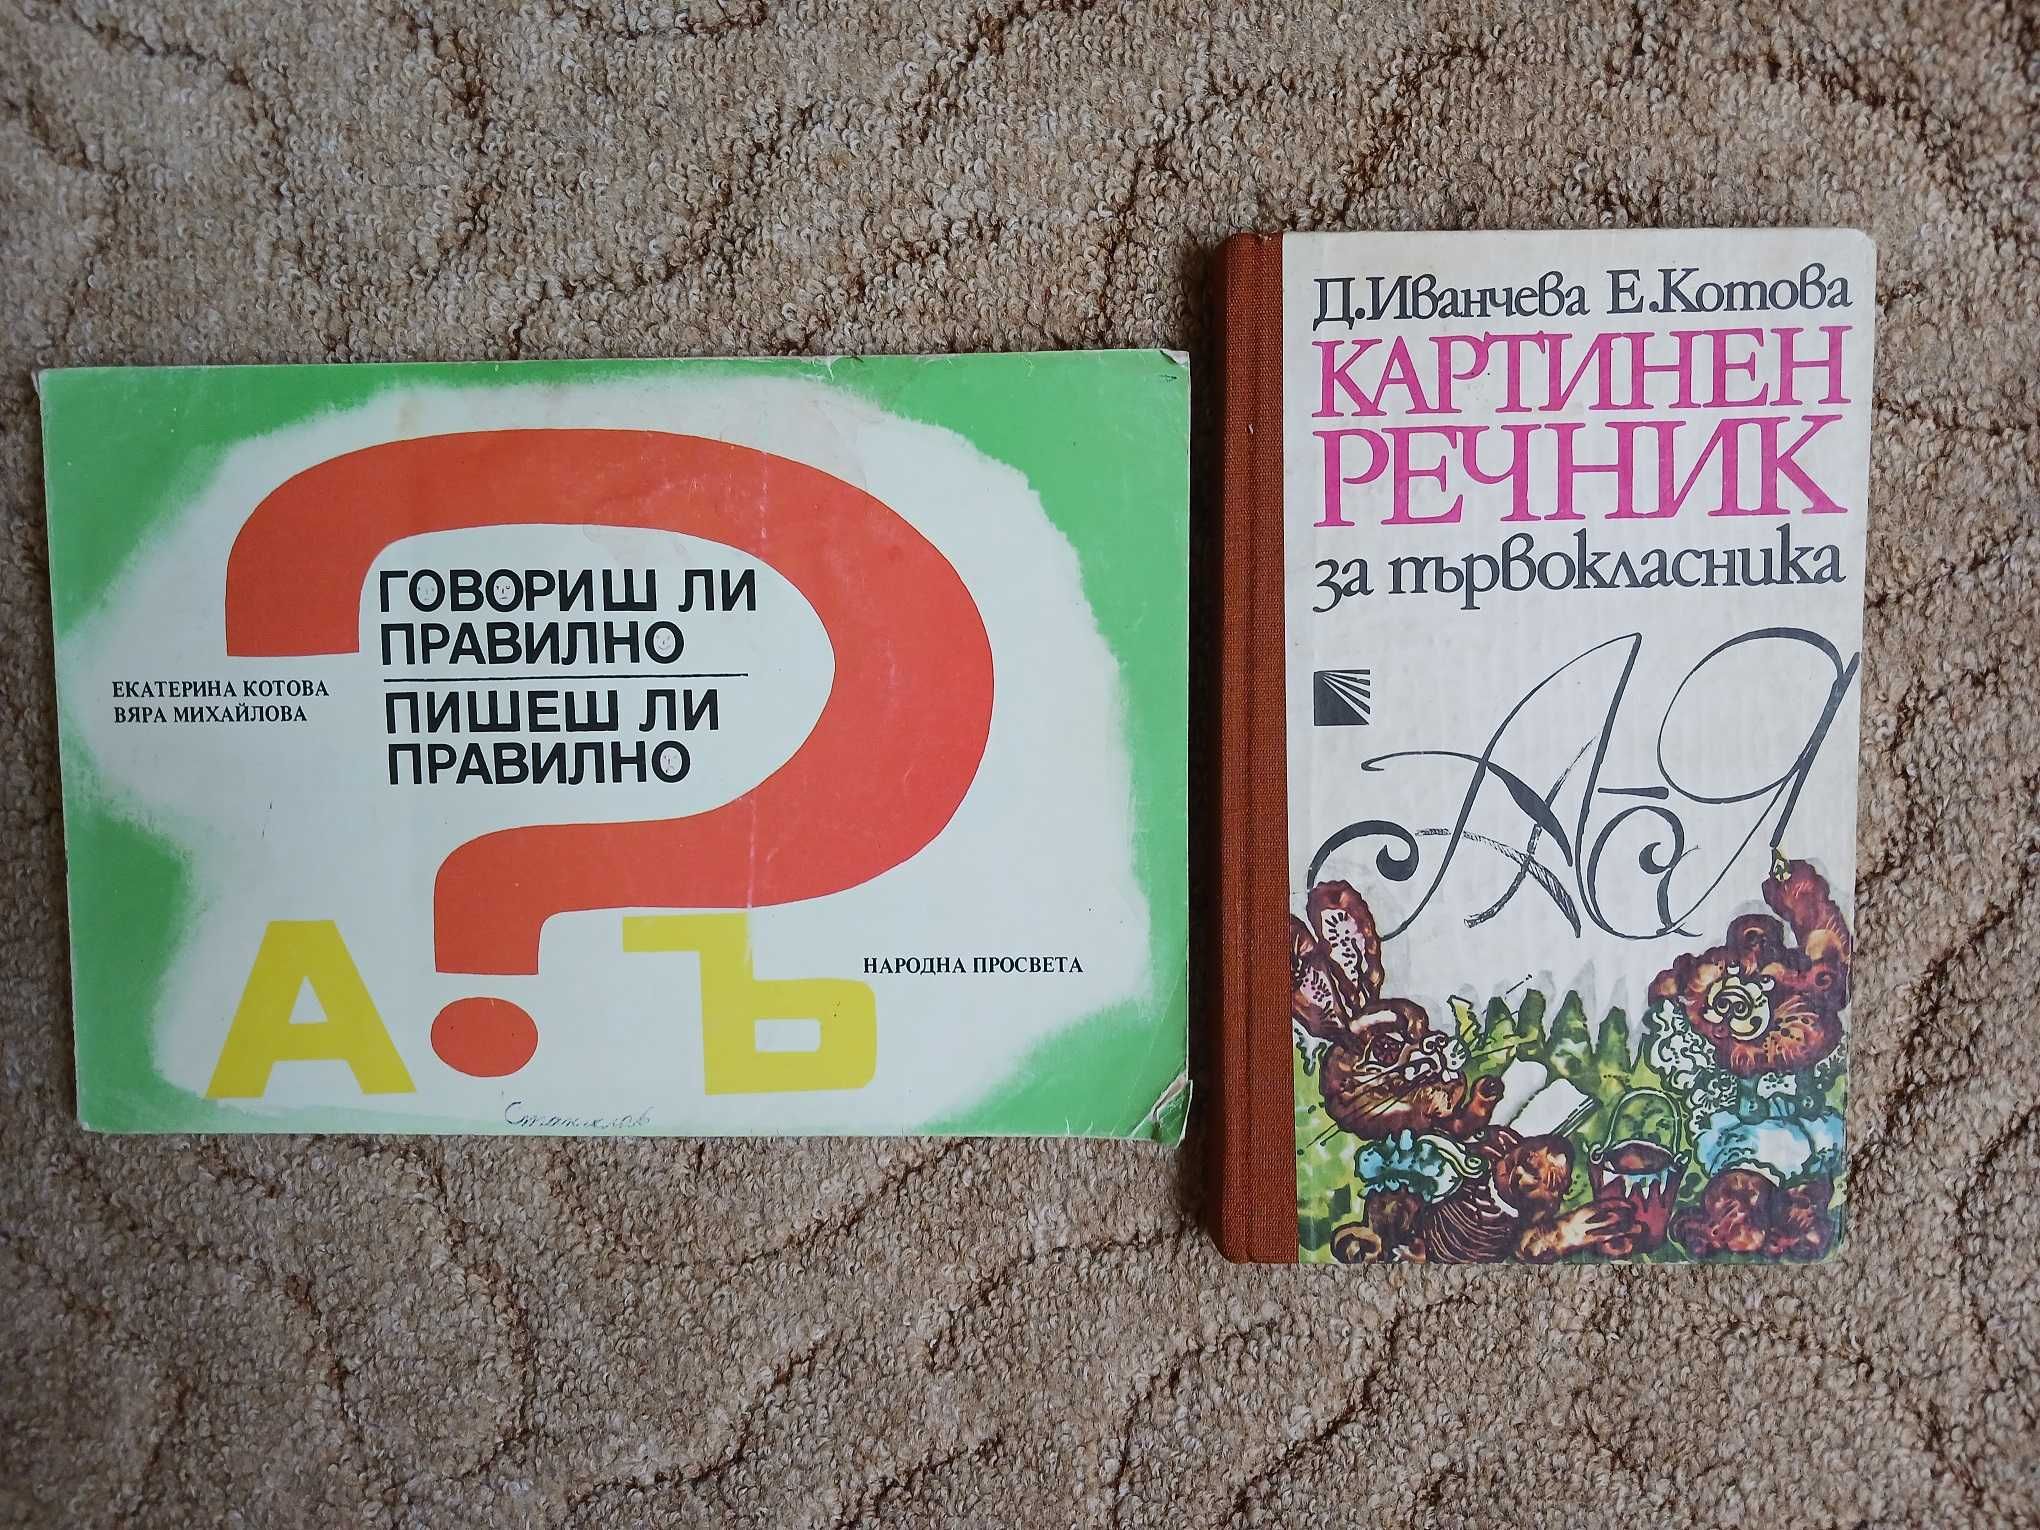 ГОВОРИШ ЛИ
ПРАВИЛНО
ПИШЕШ ЛИ
ПРАВИЛНО
ЕКАТЕРИНА КОТОВА
ВЯРА МИХАЙЛОВА
А
Ъ
НАРОДНА ПРОСВЕТА
Д.Иванчева Е.Котова
КАРТИНЕН
РЕЧНИК
за първокласника
А-Я